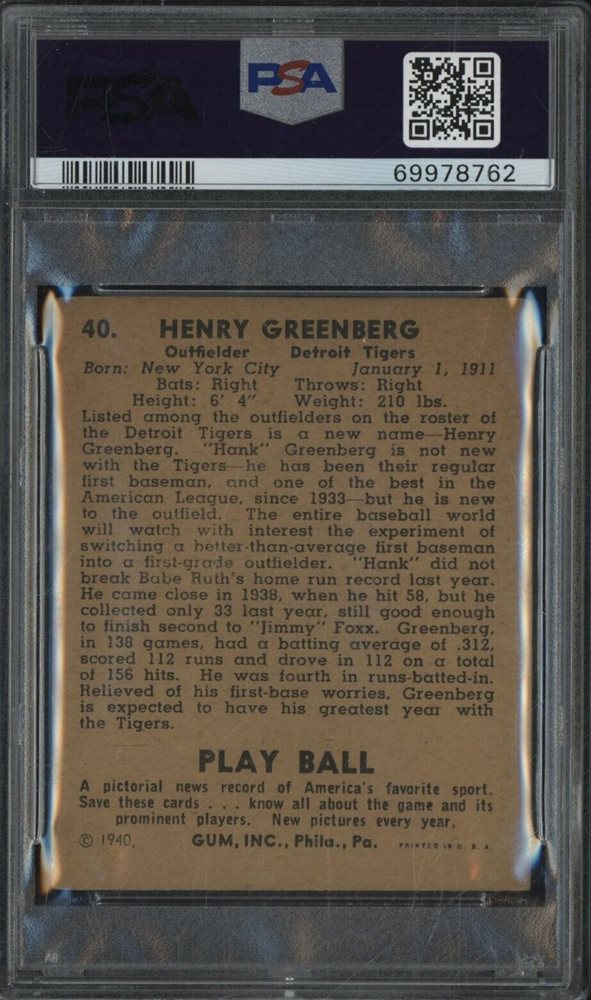 PSA
PSA
69978762
40. HENRY GREENBERG
Outfielder Detroit Tigers
Born: New York City January 1, 1911
Bats: Right Throws: Right
Height: 6' 4" Weight: 210 lbs.
Listed among the outfielders on the roster of
the Detroit Tigers is a new name—Henry
Greenberg. "Hank" Greenberg is not new
with the Tigers—he has been their regular
first baseman, and one of the best in the
American League, since 1933—but he is new
to the outfield. The entire baseball world
will watch with interest the experiment of
switching a better-than-average first baseman
into a first-grade outfielder. "Hank" did not
break Babe Ruth's home run record last year.
He came close in 1938, when he hit 58, but he
collected only 33 last year, still good enough
to finish second to "Jimmy" Foxx. Greenberg,
in 138 games, had a batting average of .312,
scored 112 runs and drove in 112 on a total
of 156 hits. He was fourth in runs-batted-in.
Relieved of his first-base worries, Greenberg
is expected to have his greatest year with
the Tigers.
PLAY BALL
A pictorial news record of America's favorite sport.
Save these cards . . . know all about the game and its
prominent players. New pictures every year.
© 1940, GUM, INC., Phila., Pa. PRINTED IN U. S. A.